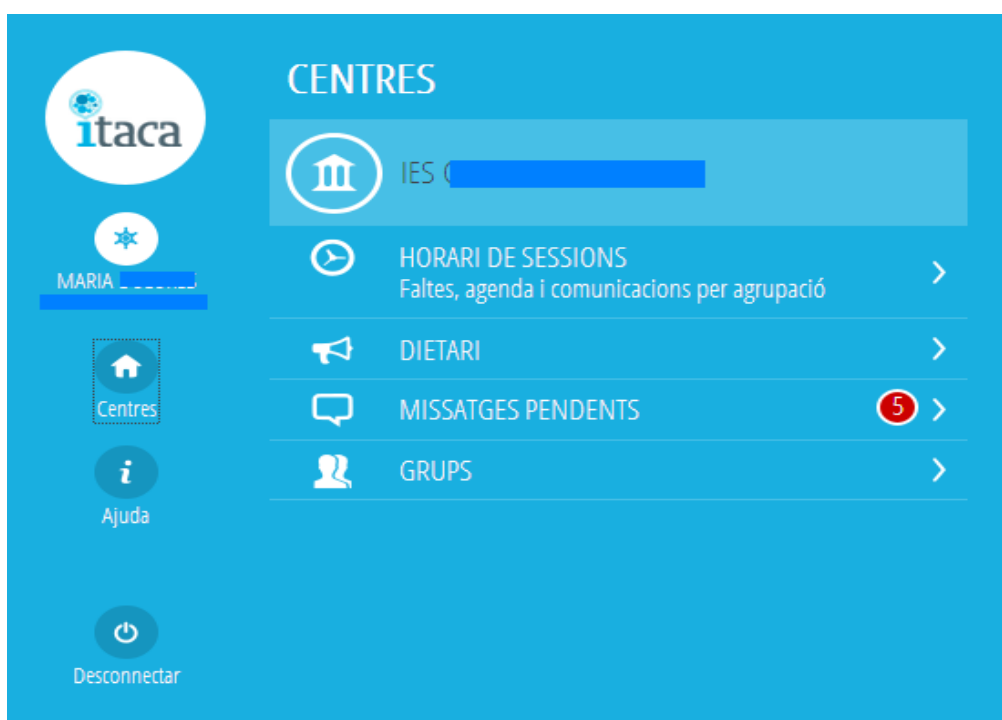 itaca
MARIA
Centres
Ajuda
Desconnectar
CENTRES
IES
HORARI DE SESSIONS
Faltes, agenda i comunicacions per agrupació
DIETARI
MISSATGES PENDENTS
5
GRUPS